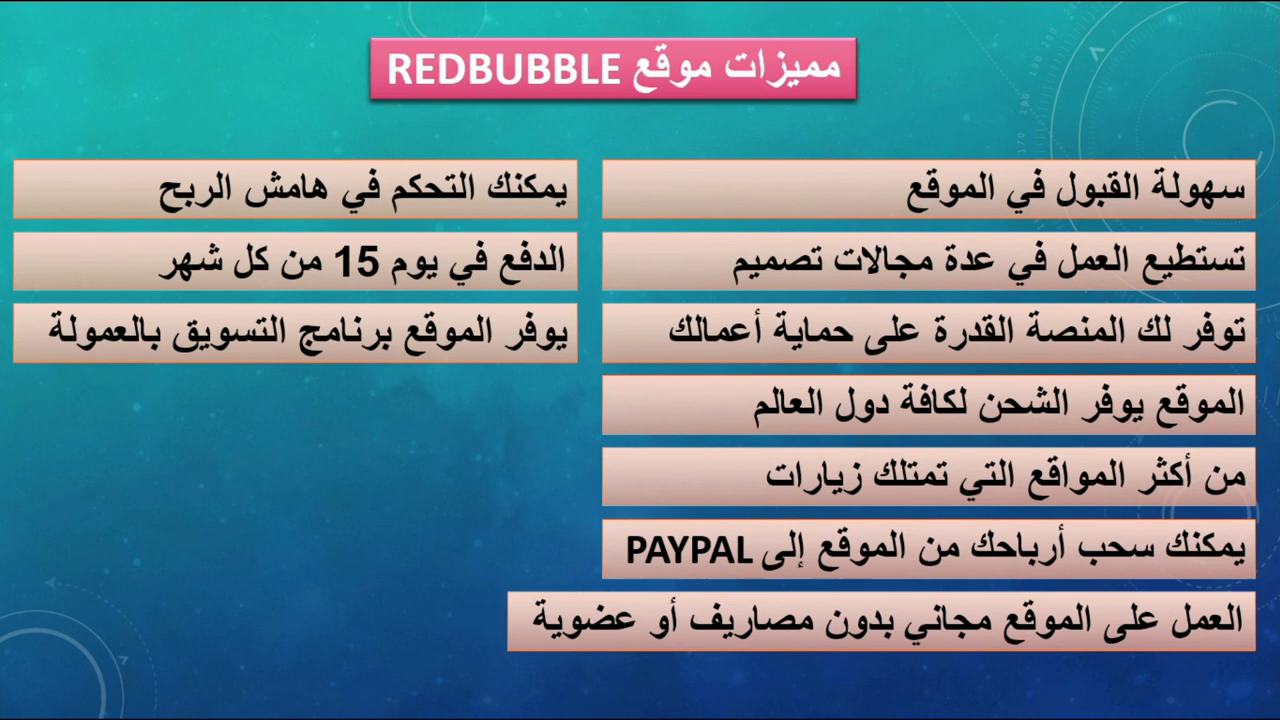 مميزات موقع REDBUBBLE
سهولة القبول في الموقع
تستطيع العمل في عدة مجالات تصميم
توفر لك المنصة القدرة على حماية أعمالك
الموقع يوفر الشحن لكافة دول العالم
من أكثر المواقع التي تمتلك زيارات
يمكنك سحب أرباحك من الموقع إلى PAYPAL
العمل على الموقع مجاني بدون مصاريف أو عضوية
يمكنك التحكم في هامش الربح
الدفع في يوم 15 من كل شهر
يوفر الموقع برنامج التسويق بالعمولة